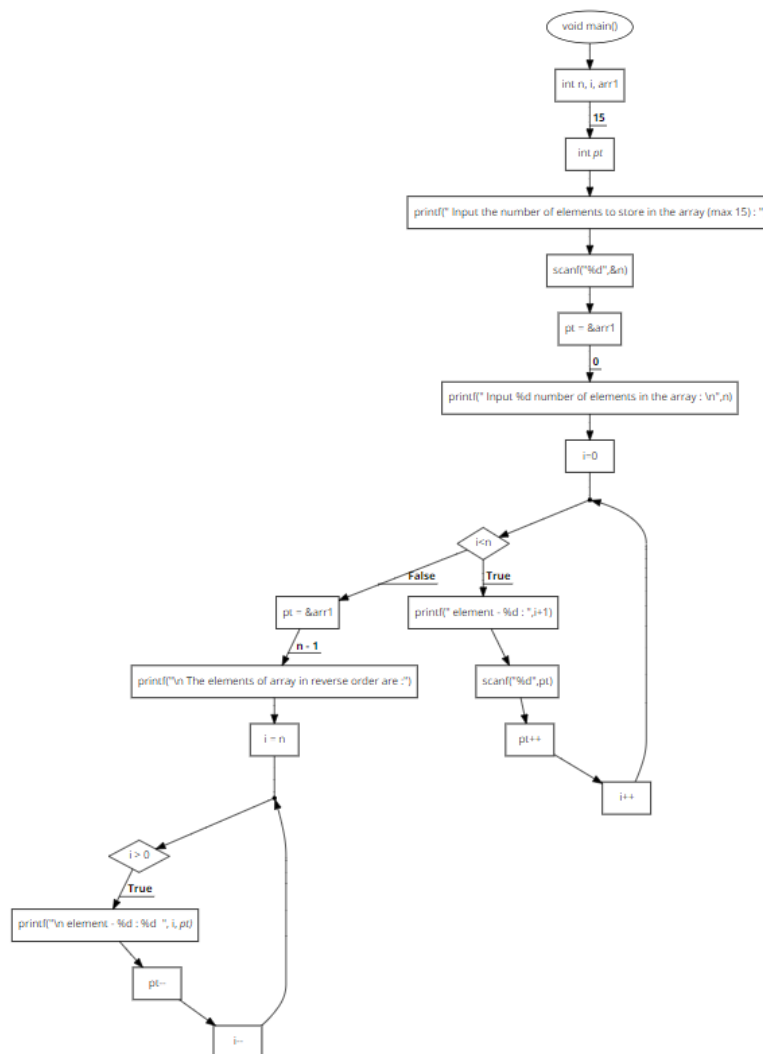 void main()
int n, i, arr1
15
int pt
printf(" Input the number of elements to store in the array (max 15) : "
scanf("%d",&n)
pt = &arr1
0
printf(" Input %d number of elements in the array : \n",n)
i=0
i<n
False
True
pt = &arr1
printf(" element - %d : ",i+1)
n - 1
printf("\n The elements of array in reverse order are :")
scanf("%d",pt)
i = n
pt++
i++
i > 0
True
printf("\n element - %d : %d  ", i, pt)
pt--
i--